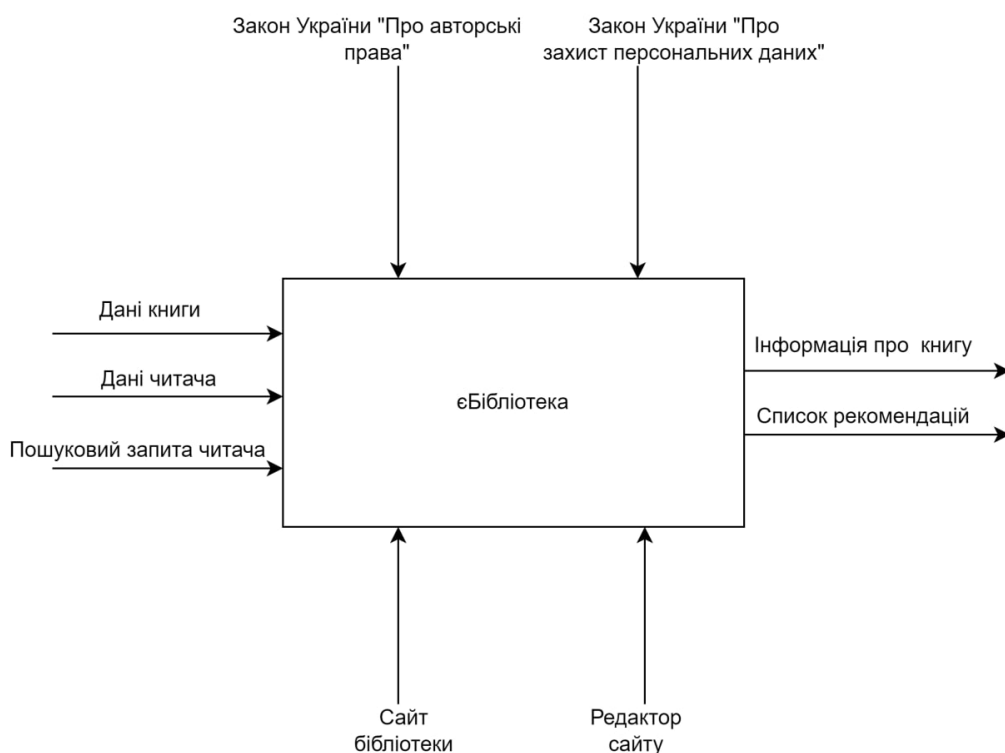 Закон України "Про авторські
права"
Закон України "Про
захист персональних даних"
Дані книги
Дані читача
Пошуковий запита читача
єБібліотека
Інформація про книгу
Список рекомендацій
Сайт
бібліотеки
Редактор
сайту